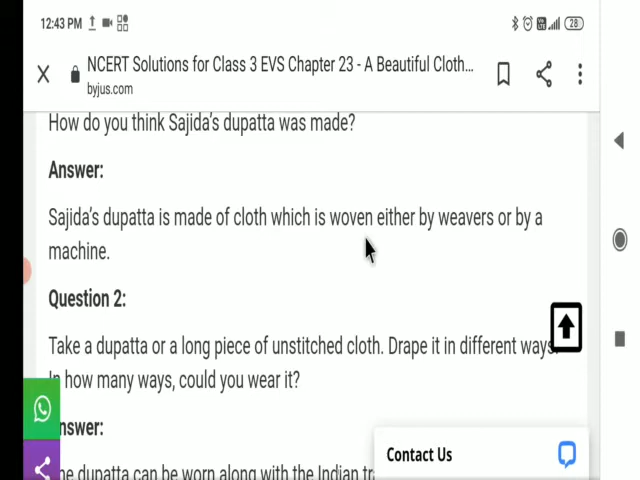 12:43 PM
28
NCERT Solutions for Class 3 EVS Chapter 23 - A Beautiful Cloth...
byjus.com
How do you think Sajida's dupatta was made?
Answer:
Sajida's dupatta is made of cloth which is woven either by weavers or by a
machine.
Question 2:
Take a dupatta or a long piece of unstitched cloth. Drape it in different ways.
In how many ways, could you wear it?
nswer:
he dupatta can be worn along with the Indian tr
Contact Us